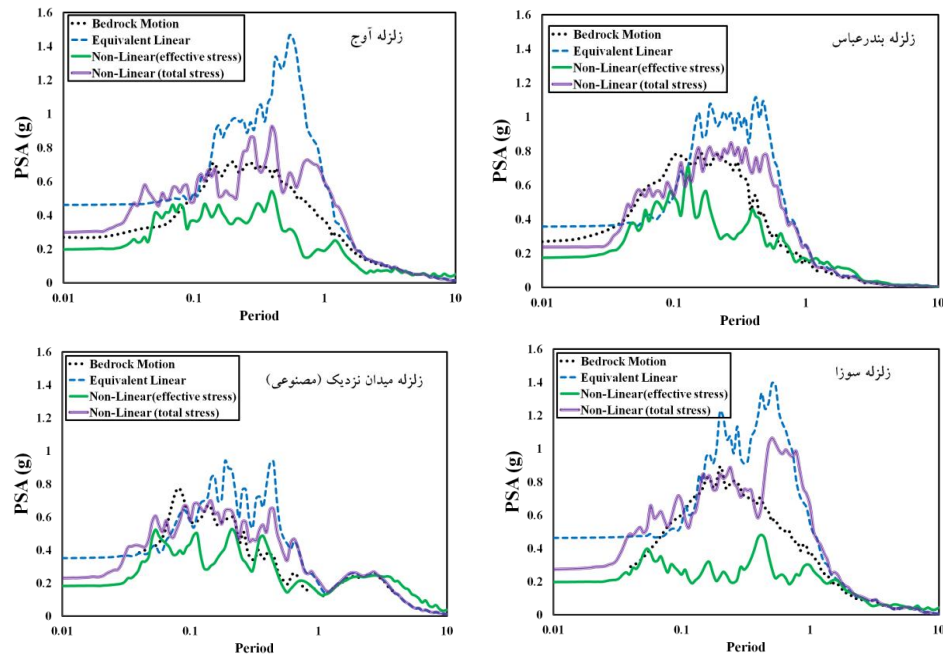 زلزله آوج
Bedrock Motion
Equivalent Linear
Non-Linear(effective stress)
Non-Linear (total stress)
PSA (g)
1.6
1.4
1.2
1
0.8
0.6
0.4
0.2
0
0.01
0.1
1
10
Period
زلزله بندرعباس
Bedrock Motion
Equivalent Linear
Non-Linear(effective stress)
Non-Linear (total stress)
PSA (g)
1.6
1.4
1.2
1
0.8
0.6
0.4
0.2
0
0.01
0.1
1
10
Period
زلزله میدان نزدیک (مصنوعی)
Bedrock Motion
Equivalent Linear
Non-Linear(effective stress)
Non-Linear (total stress)
PSA (g)
1.6
1.4
1.2
1
0.8
0.6
0.4
0.2
0
0.01
0.1
1
10
Period
زلزله سوزا
Bedrock Motion
Equivalent Linear
Non-Linear(effective stress)
Non-Linear (total stress)
PSA (g)
1.6
1.4
1.2
1
0.8
0.6
0.4
0.2
0
0.01
0.1
1
10
Period